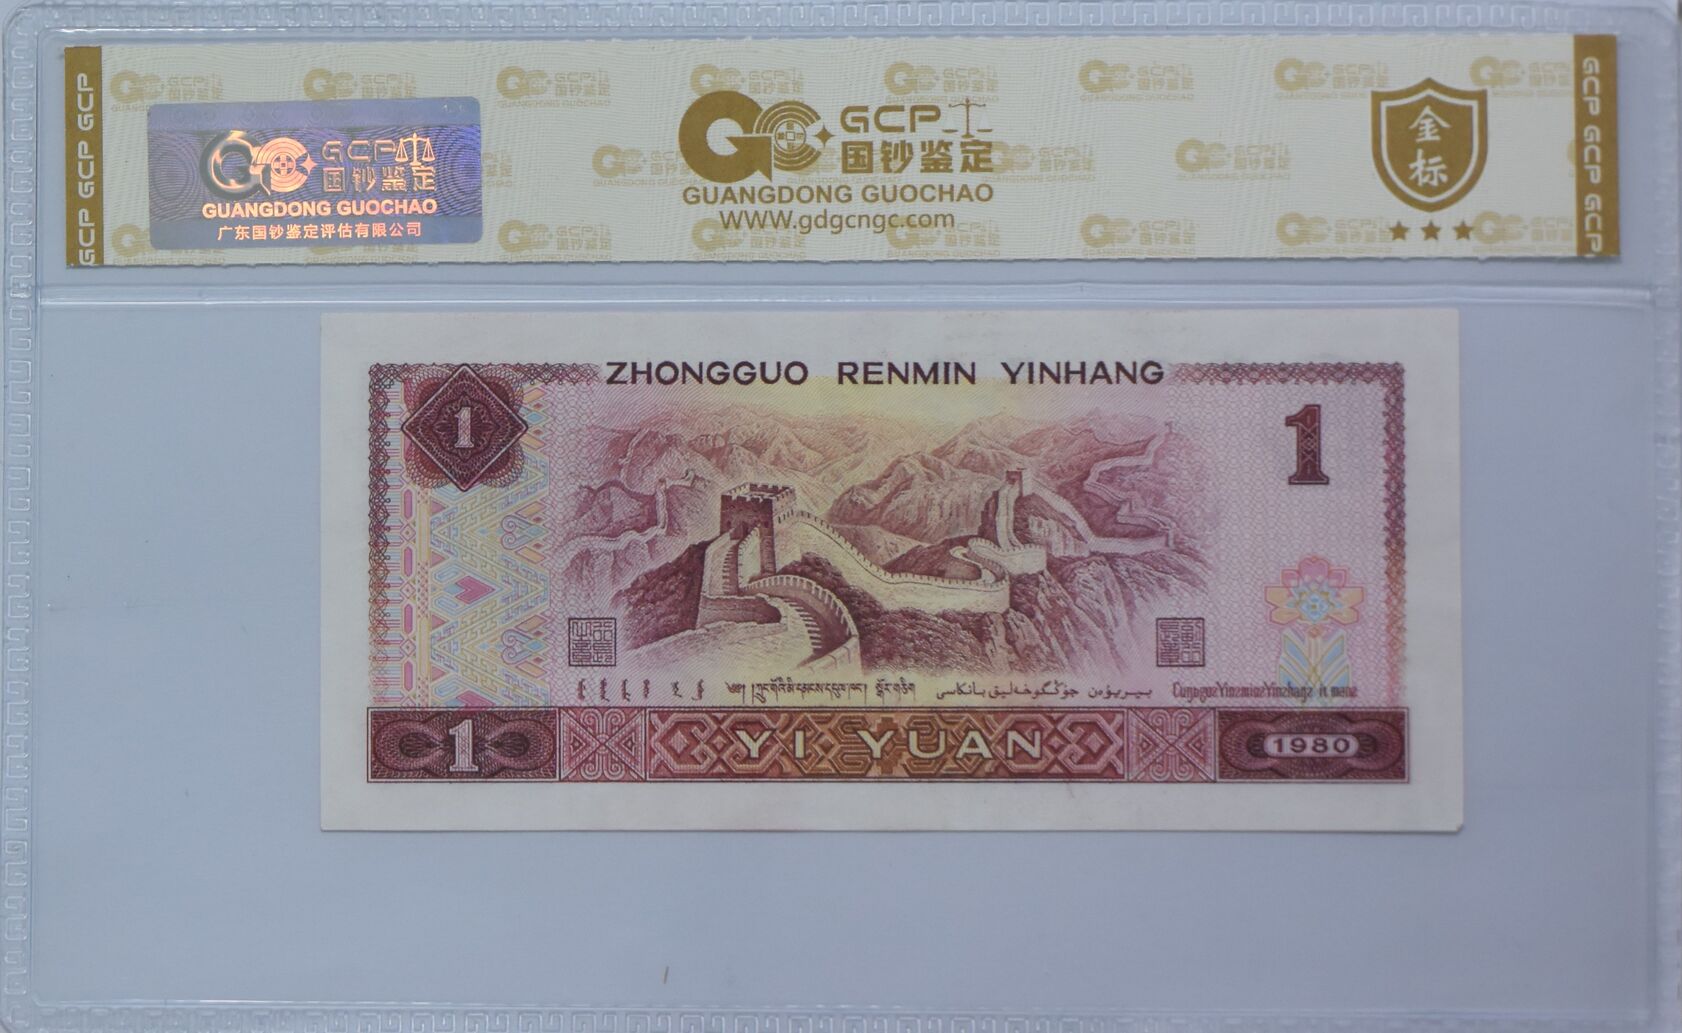 GCP GCP GCP
GCP
国钞鉴定
GUANGDONG GUOCHAO
广东国钞鉴定评估有限公司
GCP
国钞鉴定
GUANGDONG GUOCHAO
WWW.gdgcngc.com
金
标
GCP GCP GCP
ZHONGGUO RENMIN YINHANG
1
1
1
YI YUAN
1980